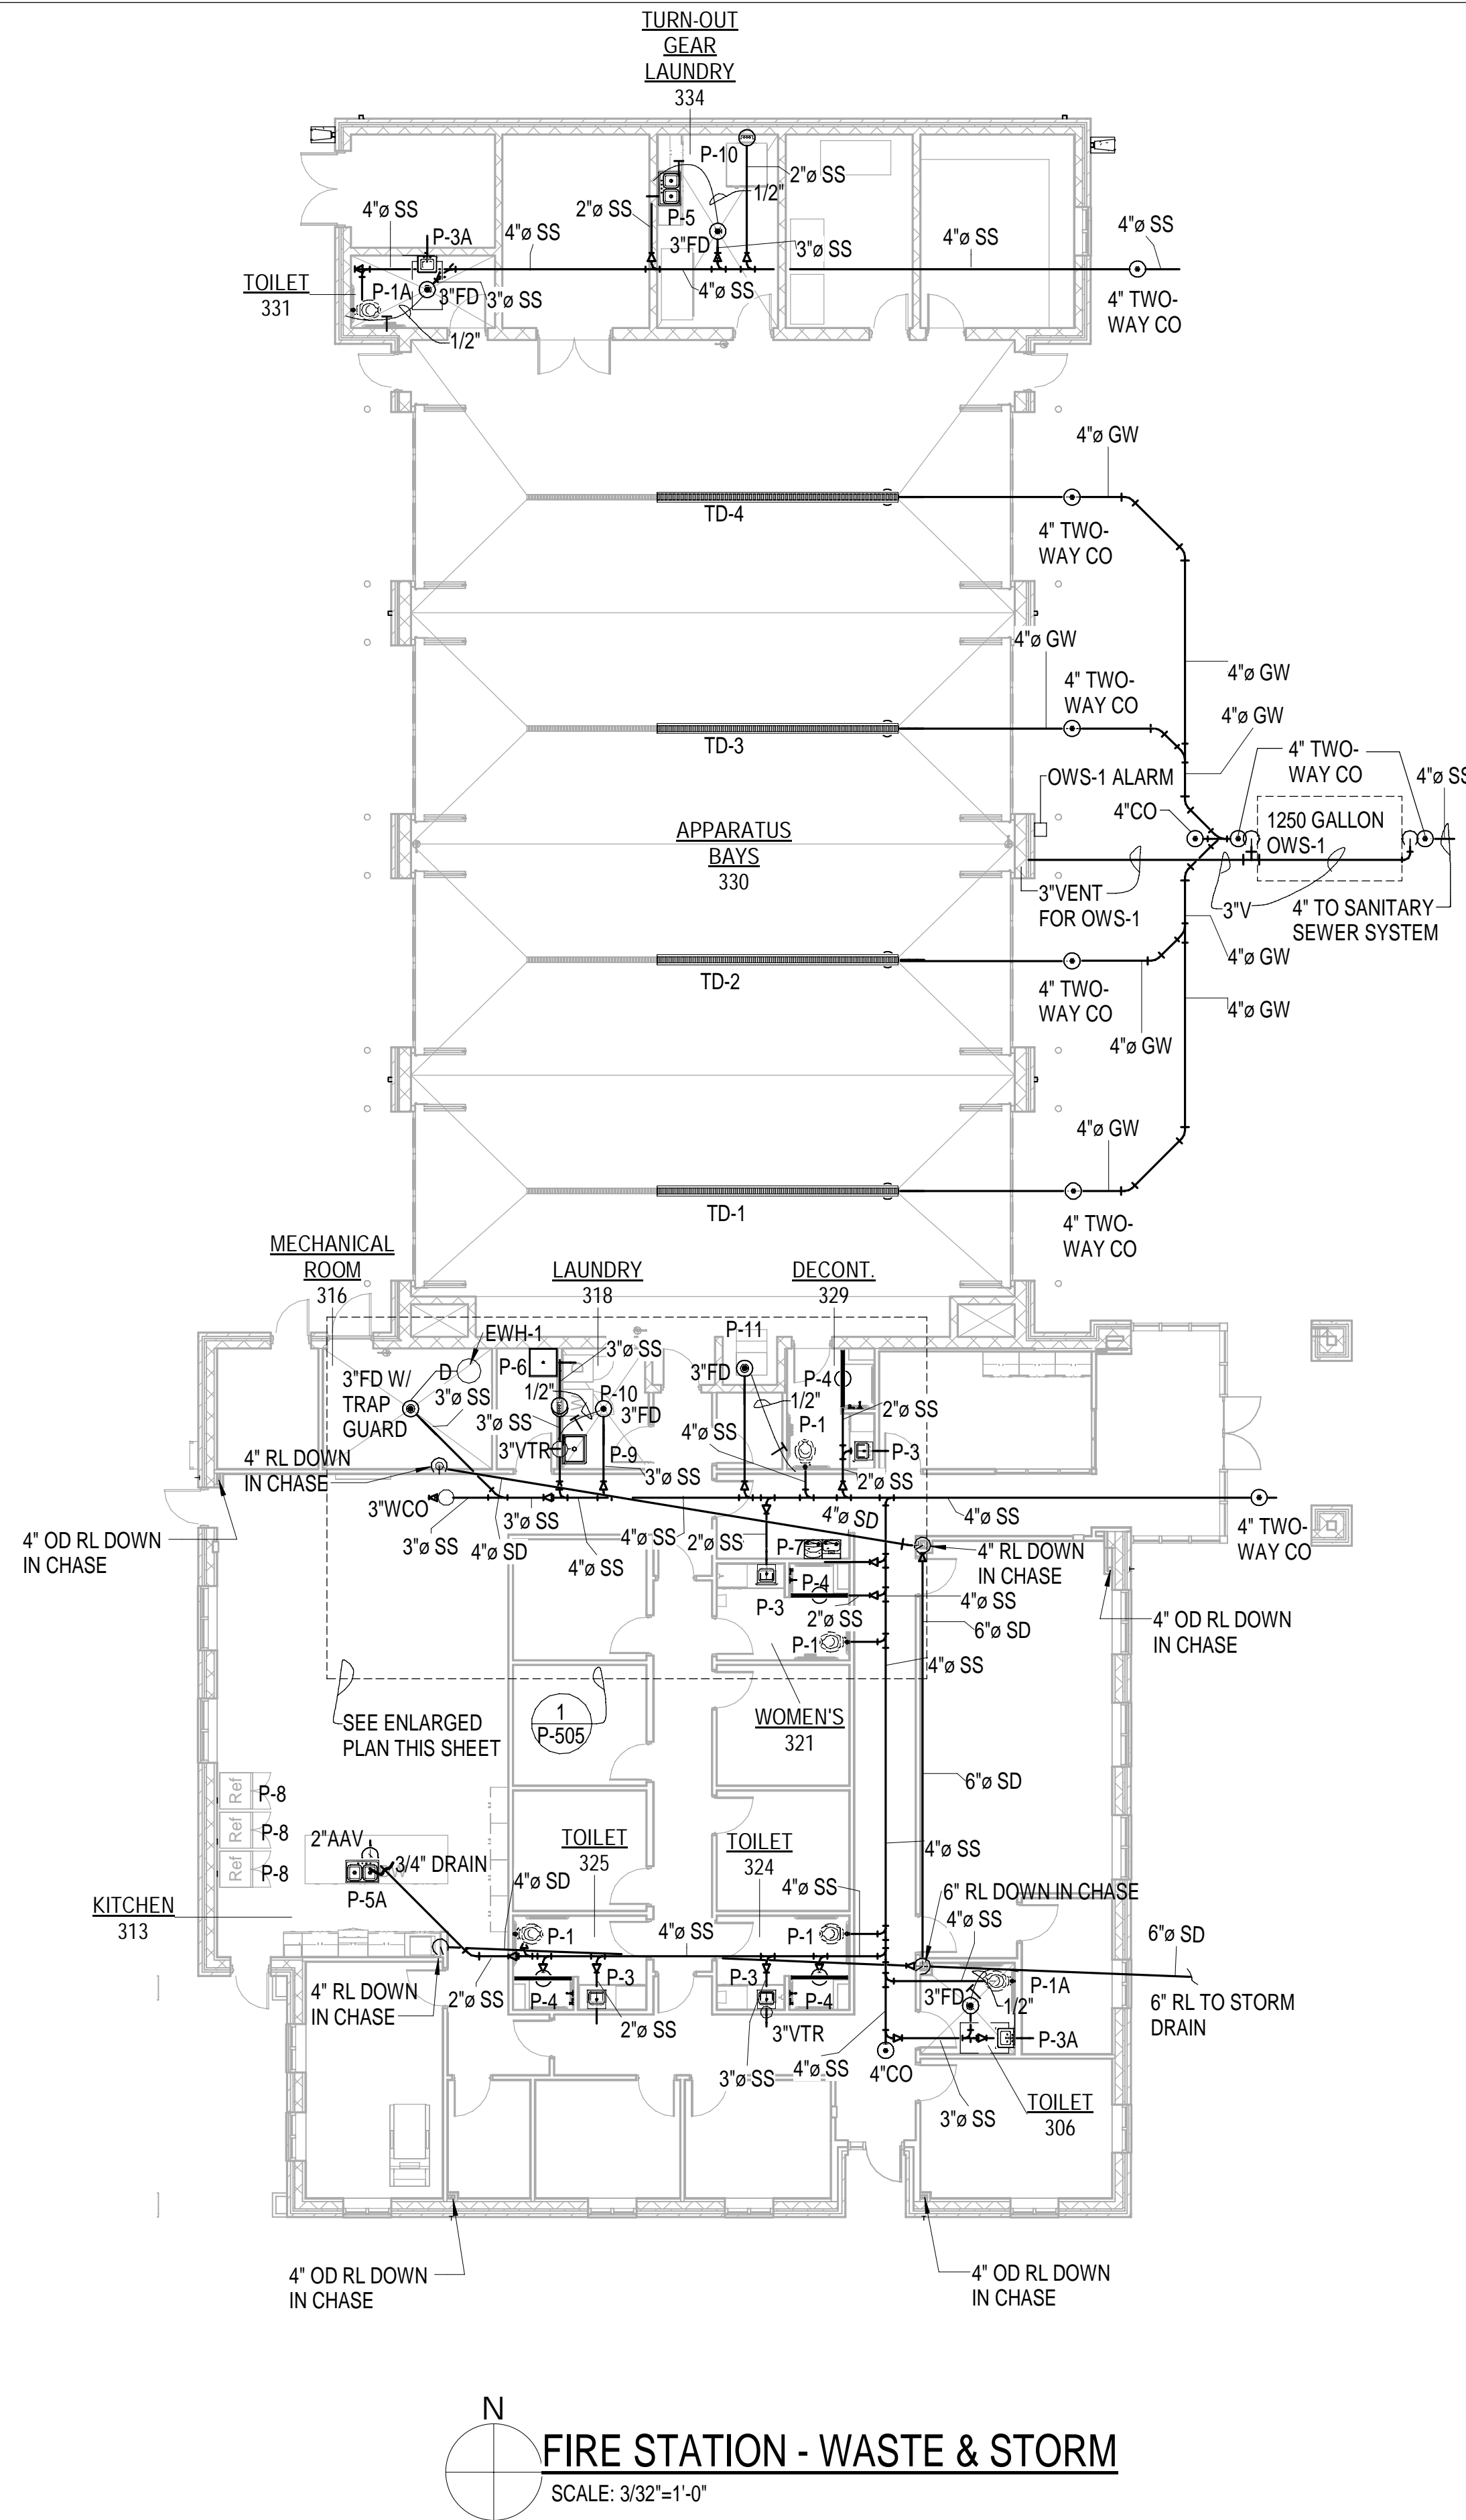 TURN-OUT
GEAR
LAUNDRY
334
P-10
2"ø SS
1/2"
2"ø SS
P-5
4"ø SS
P-3A
4"ø SS
3"FD
3"ø SS
4"ø SS
4"ø SS
TOILET
331
P-1A
3"FD
3"ø SS
4"ø SS
1/2"
4" TWO-
WAY CO
4"ø GW
TD-4
4" TWO-
WAY CO
4"ø GW
4"ø GW
4" TWO-
WAY CO
4"ø GW
TD-3
4" TWO-
WAY CO
OWS-1 ALARM
4"ø SS
4"CO
1250 GALLON
OWS-1
APPARATUS
BAYS
330
3"VENT
FOR OWS-1
3"V
4" TO SANITARY
SEWER SYSTEM
4"ø GW
TD-2
4" TWO-
WAY CO
4"ø GW
4"ø GW
4"ø GW
TD-1
4" TWO-
WAY CO
MECHANICAL
ROOM
316
LAUNDRY
318
DECONT.
329
EWH-1
P-11
P-6
3"ø SS
3"FD W/
TRAP
GUARD
D
3"ø SS
1/2"
P-10
3"FD
3"FD
1/2"
P-4
2"ø SS
3"ø SS
4"ø SS
P-1
3"VTR
P-9
P-3
4" RL DOWN
IN CHASE
3"ø SS
2"ø SS
3"WCO
3"ø SS
4"ø SD
4"ø SS
4" OD RL DOWN
IN CHASE
3"ø SS
4"ø SD
4"ø SS
4"ø SS
2"ø SS
P-7
4" RL DOWN
IN CHASE
4" TWO-
WAY CO
P-4
P-3
4"ø SS
2"ø SS
6"ø SD
4" OD RL DOWN
IN CHASE
P-1
4"ø SS
SEE ENLARGED
PLAN THIS SHEET
1
P-505
WOMEN'S
321
6"ø SD
Ref
P-8
Ref
P-8
Ref
P-8
2"AAV
3/4" DRAIN
P-5A
TOILET
325
TOILET
324
4"ø SS
4"ø SD
4"ø SS
6" RL DOWN IN CHASE
KITCHEN
313
4"ø SS
P-1
4"ø SS
P-1
6"ø SD
4" RL DOWN
IN CHASE
2"ø SS
P-4
P-3
2"ø SS
P-3
P-4
3"VTR
3"FD
1/2"
P-1A
6" RL TO STORM
DRAIN
P-3A
3"ø SS
4"ø SS
4"CO
3"ø SS
TOILET
306
4" OD RL DOWN
IN CHASE
4" OD RL DOWN
IN CHASE
N
FIRE STATION - WASTE & STORM
SCALE: 3/32"=1'-0"